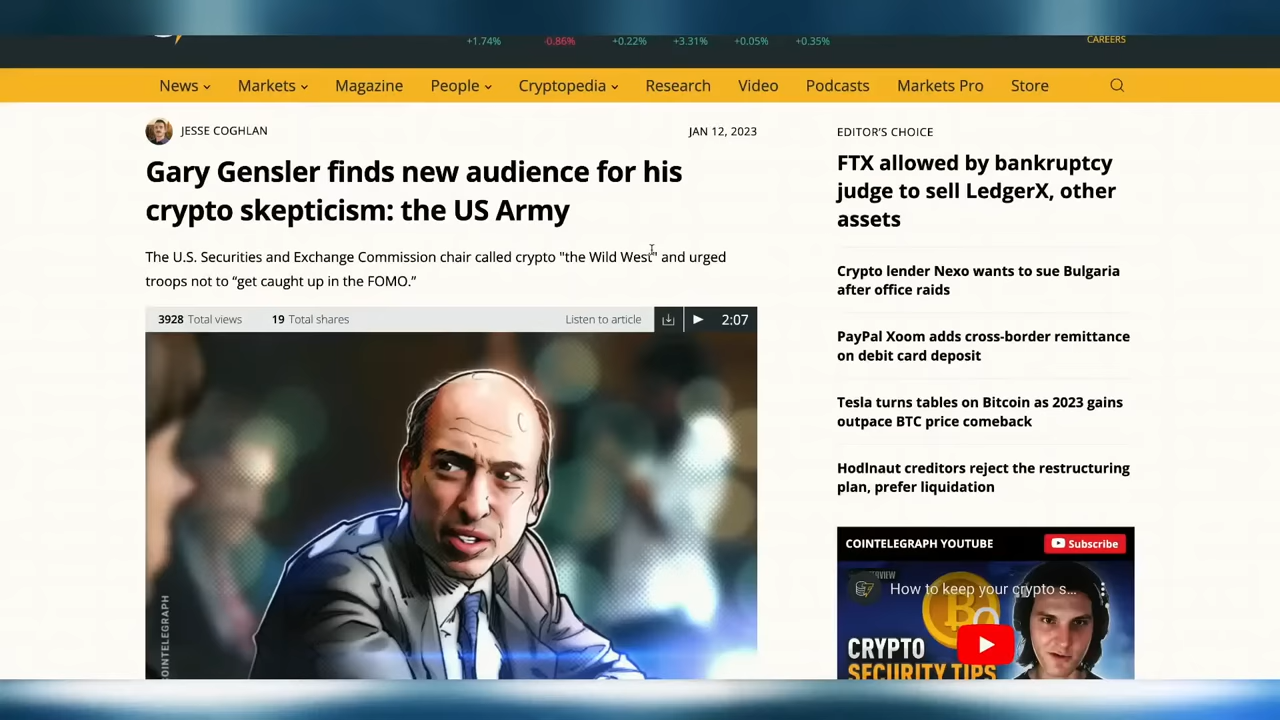 +1.74%
-0.86%
+0.22%
+3.31%
+0.05%
+0.35%
CAREERS
News
Markets
Magazine
People
Cryptopedia
Research
Video
Podcasts
Markets Pro
Store
JESSE COGHLAN
JAN 12, 2023
Gary Gensler finds new audience for his
crypto skepticism: the US Army
The U.S. Securities and Exchange Commission chair called crypto "the Wild West" and urged
troops not to “get caught up in the FOMO.”
3928 Total views
19 Total shares
Listen to article
2:07
COINTELEGRAPH
EDITOR’S CHOICE
FTX allowed by bankruptcy
judge to sell LedgerX, other
assets
Crypto lender Nexo wants to sue Bulgaria
after office raids
PayPal Xoom adds cross-border remittance
on debit card deposit
Tesla turns tables on Bitcoin as 2023 gains
outpace BTC price comeback
Hodlnaut creditors reject the restructuring
plan, prefer liquidation
COINTELEGRAPH YOUTUBE
Subscribe
How to keep your crypto s...
CRYPTO
SECURITY TIPS